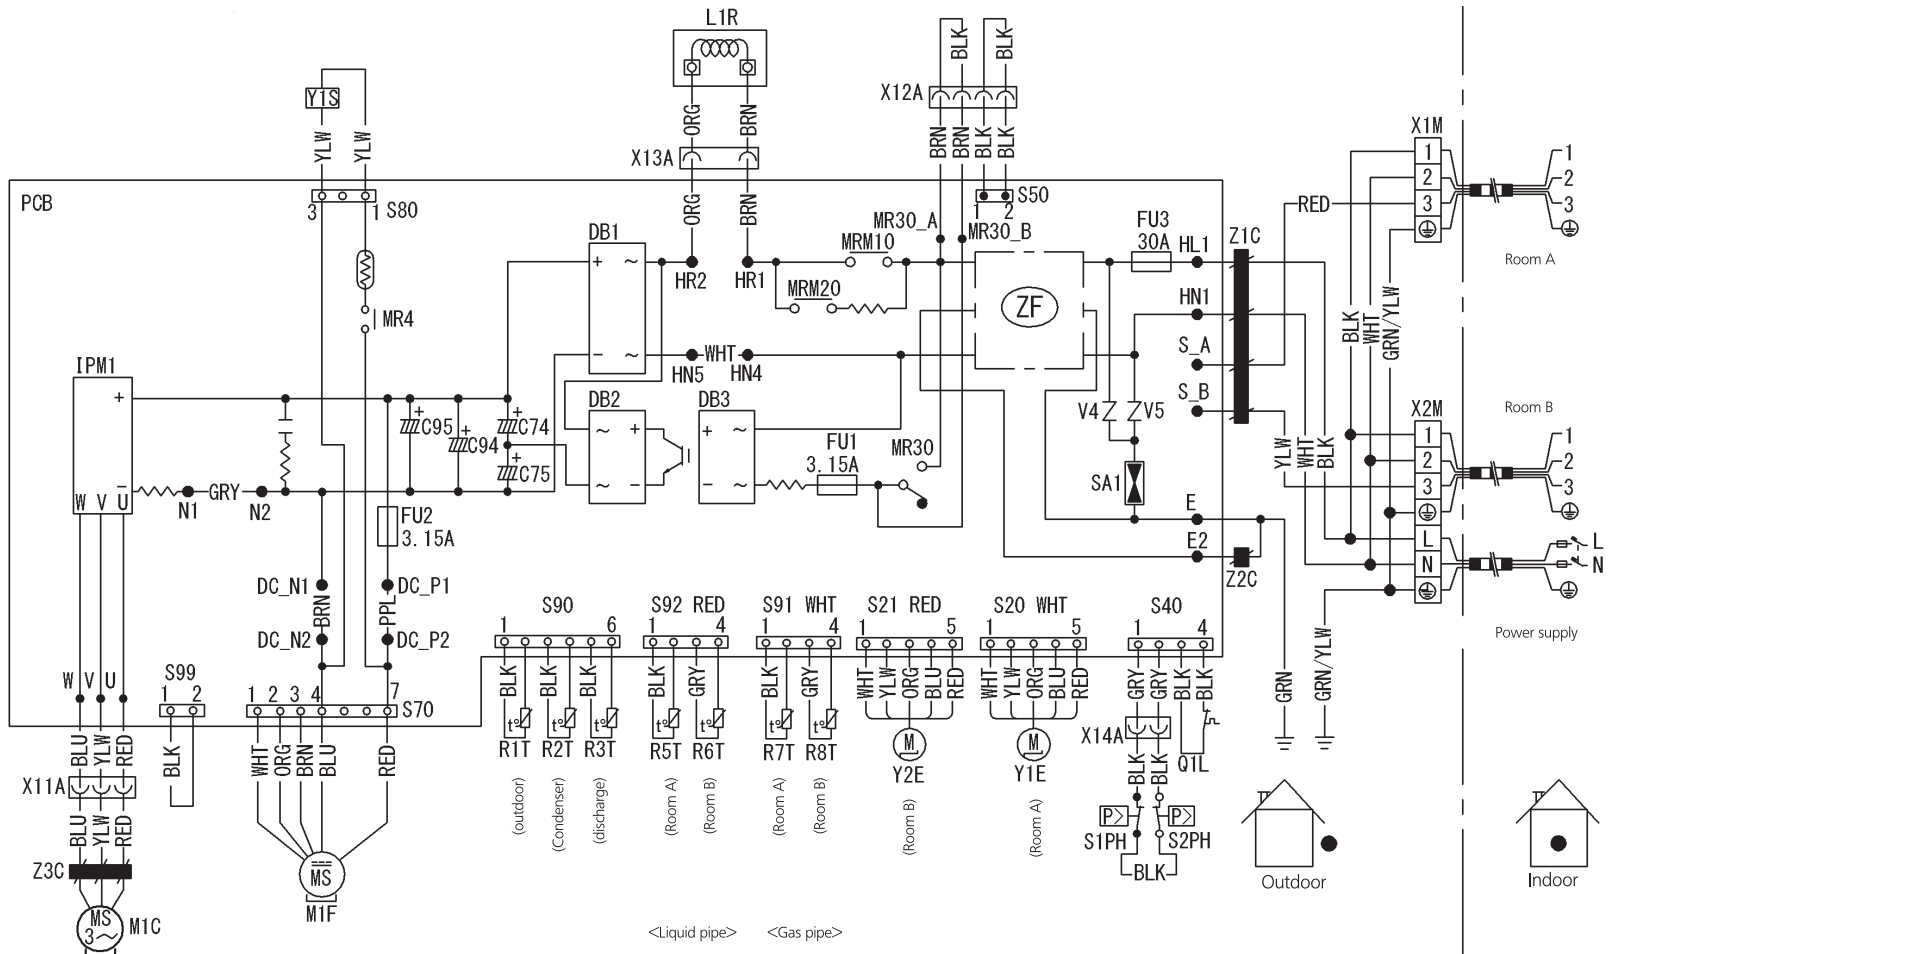 L1R
BLK
BLK
X12A
Y1S
ORG
BRN
YLW
YLW
X13A
BRN
BRN
BLK
BLK
X1M
1
2
3
1
2
3
Room A
PCB
3
1
S80
ORG
BRN
S50
1
2
MR30_A
MR30_B
RED
DB1
+
~
−
~
HR2
HR1
MRM10
MRM20
ZF
FU3
30A
HL1
Z1C
HN1
S_A
S_B
MR4
WHT
HN5
HN4
BLK
WHT
GRN/YLW
IPM1
+
−
W V U
+
C95
+
C94
+
C74
+
C75
DB2
~
+
~
−
DB3
+
~
−
~
FU1
3.15A
MR30
V4
V5
SA1
YLW
WHT
BLK
Room B
X2M
1
2
3
L
N
1
2
3
L
N
Power supply
N1
GRY
N2
FU2
3.15A
E
E2
Z2C
DC_N1
DC_P1
BRN
PPL
DC_N2
DC_P2
S90
1
6
S92 RED
1
4
S91 WHT
1
4
S21 RED
1
5
S20 WHT
1
5
S40
1
4
W V U
S99
1 2
1 2 3 4
7
S70
BLK
BLK
BLK
BLK
GRY
BLK
GRY
WHT
YLW
ORG
BLU
RED
WHT
YLW
ORG
BLU
RED
GRY
GRY
BLK
BLK
GRN
GRN/YLW
t°
t°
t°
t°
t°
t°
t°
R1T
R2T
R3T
R5T
R6T
R7T
R8T
(outdoor)
(Condenser)
(discharge)
(Room A)
(Room B)
(Room A)
(Room B)
M
Y2E
(Room B)
M
Y1E
(Room A)
X14A
BLK
BLK
Q1L
P>
P>
S1PH
S2PH
BLK
BLU
YLW
RED
BLK
WHT
ORG
BRN
BLU
RED
X11A
BLU
YLW
RED
Z3C
MS
3~
M1C
MS
M1F
Outdoor
Indoor
<Liquid pipe>
<Gas pipe>